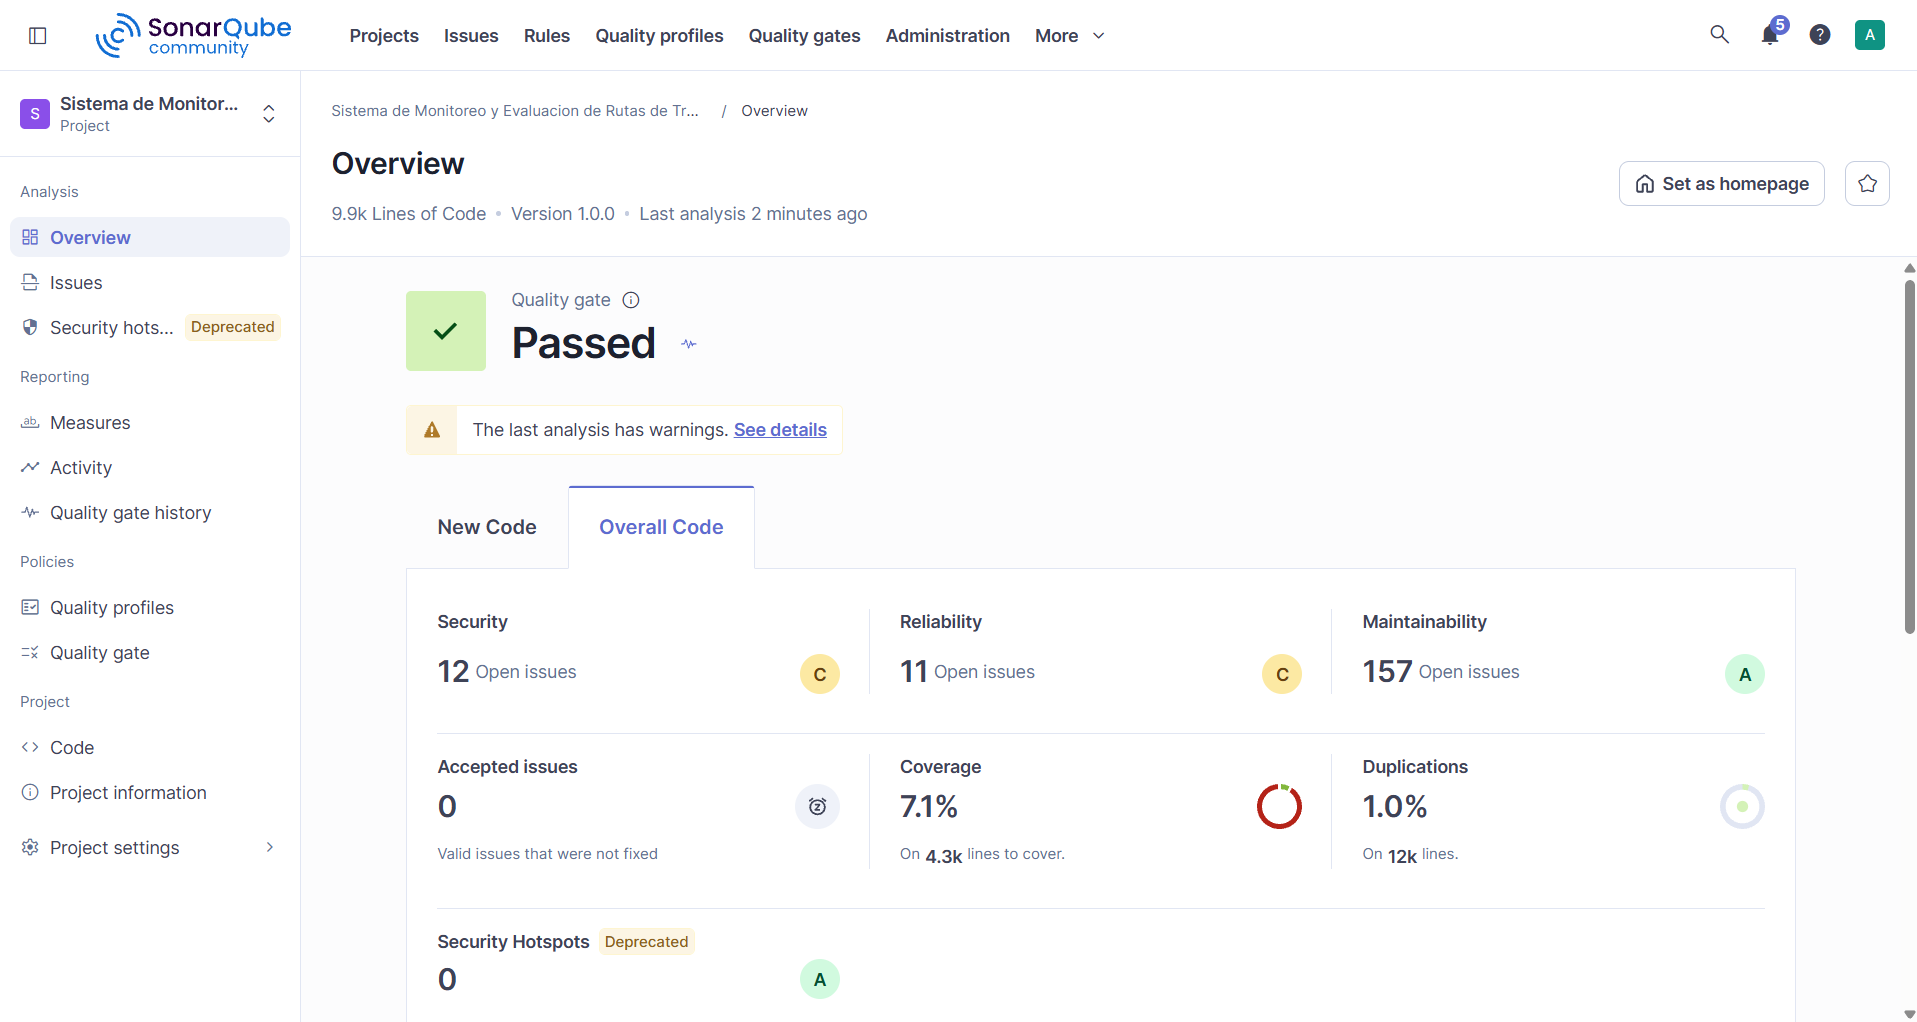 SonarQube
community
Projects Issues Rules Quality profiles Quality gates Administration More
5
?
A
S
Sistema de Monitor...
Project
Analysis
Overview
Issues
Security hots... Deprecated
Reporting
ab. Measures
Activity
Quality gate history
Policies
Quality profiles
Quality gate
Project
Code
Project information
Project settings
Sistema de Monitoreo y Evaluacion de Rutas de Tr... / Overview
Overview
Set as homepage
9.9k Lines of Code • Version 1.0.0 • Last analysis 2 minutes ago
Quality gate
Passed
The last analysis has warnings. See details
New Code Overall Code
Security
12 Open issues C
Reliability
11 Open issues C
Maintainability
157 Open issues A
Accepted issues
0
Valid issues that were not fixed
Coverage
7.1%
On 4.3k lines to cover.
Duplications
1.0%
On 12k lines.
Security Hotspots Deprecated
0 A